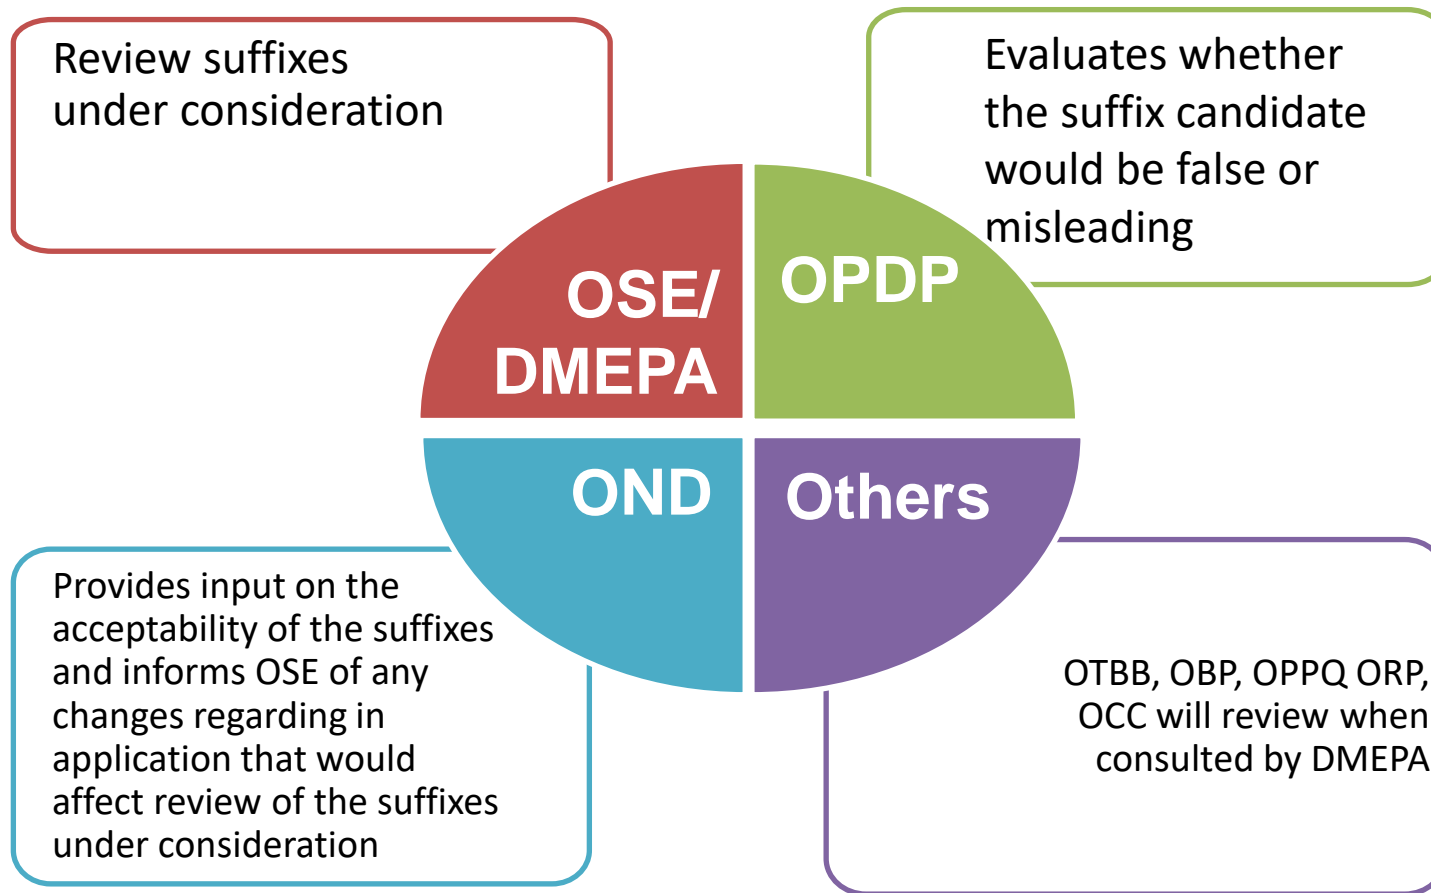 Review suffixes
under consideration
Evaluates whether
the suffix candidate
would be false or
misleading
OSE/
DMEPA
OPDP
OND
Others
Provides input on the
acceptability of the suffixes
and informs OSE of any
changes regarding in
application that would
affect review of the suffixes
under consideration
OTBB, OBP, OPPQ ORP,
OCC will review when
consulted by DMEPA